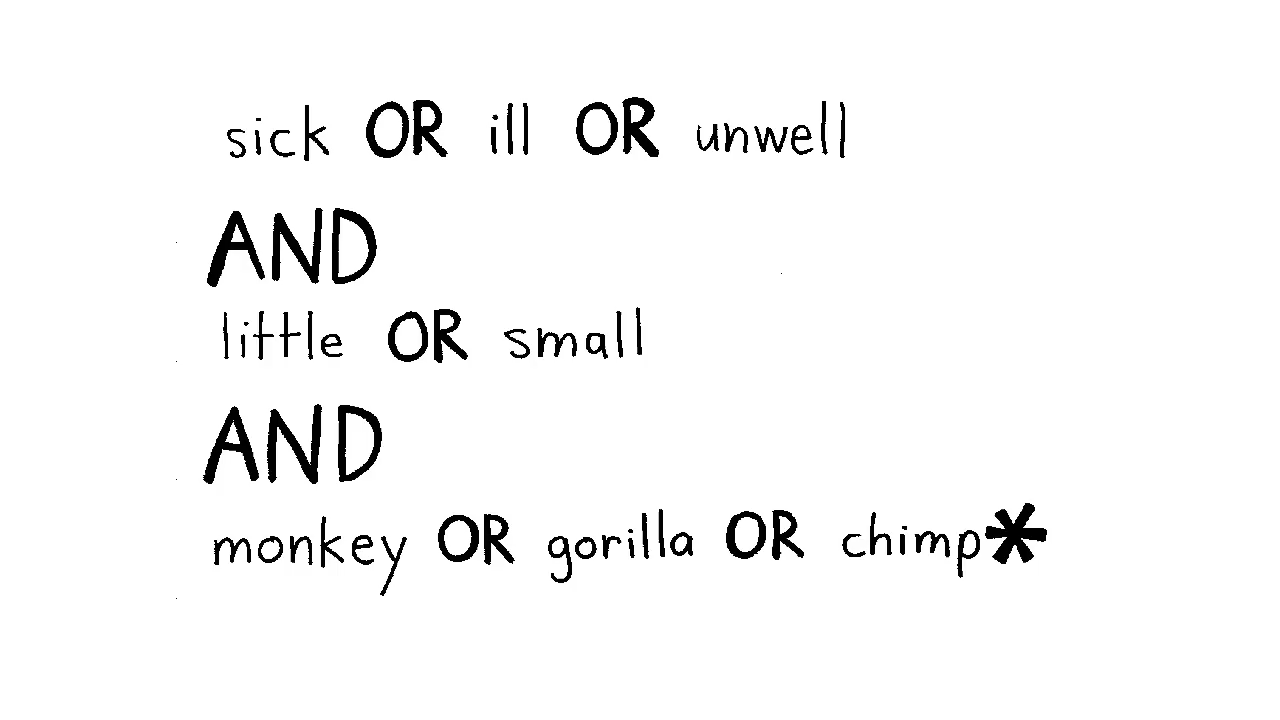 sick OR ill OR unwell
AND
little OR small
AND
monkey OR gorilla OR chimp*